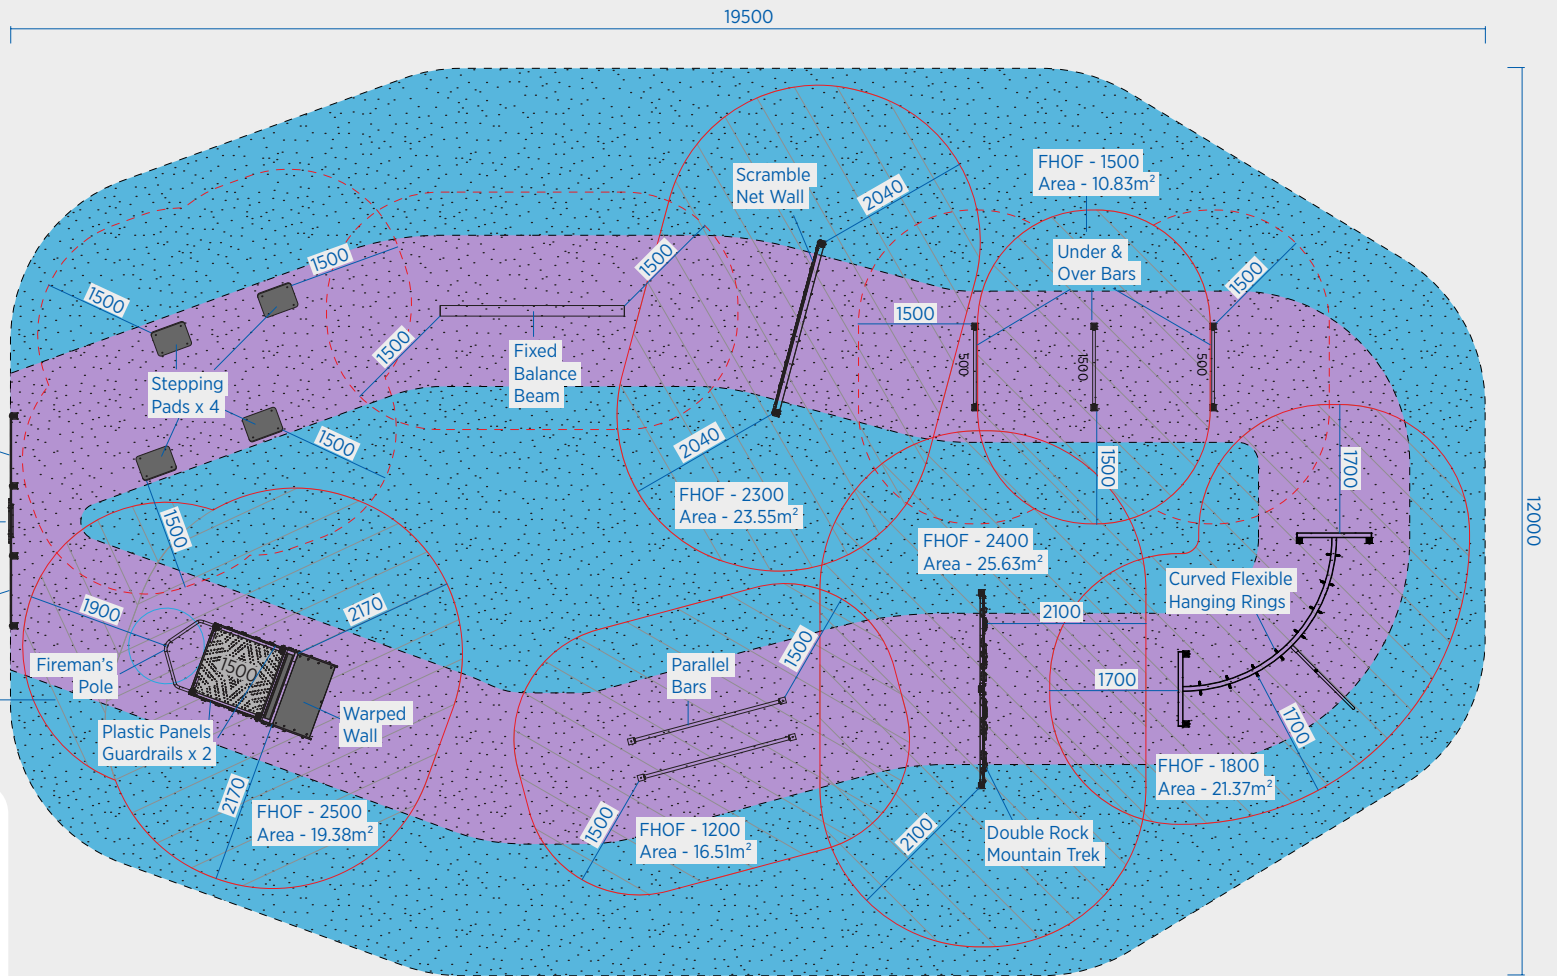 19500
Scramble
Net Wall
2040
FHOF - 1500
Area - 10.83m²
Under &
Over Bars
1500
1500
1500
1500
1500
1500
500
1500
500
Fixed
Balance
Beam
Stepping
Pads x 4
1500
2040
1500
1700
FHOF - 2300
Area - 23.55m²
12000
1500
FHOF - 2400
Area - 25.63m²
Curved Flexible
Hanging Rings
1900
2170
2100
1500
Parallel
Bars
Fireman's
Pole
1500
1700
Warped
Wall
Plastic Panels
Guardrails x 2
1700
FHOF - 1800
Area - 21.37m²
2170
FHOF - 2500
Area - 19.38m²
1500
FHOF - 1200
Area - 16.51m²
2100
Double Rock
Mountain Trek